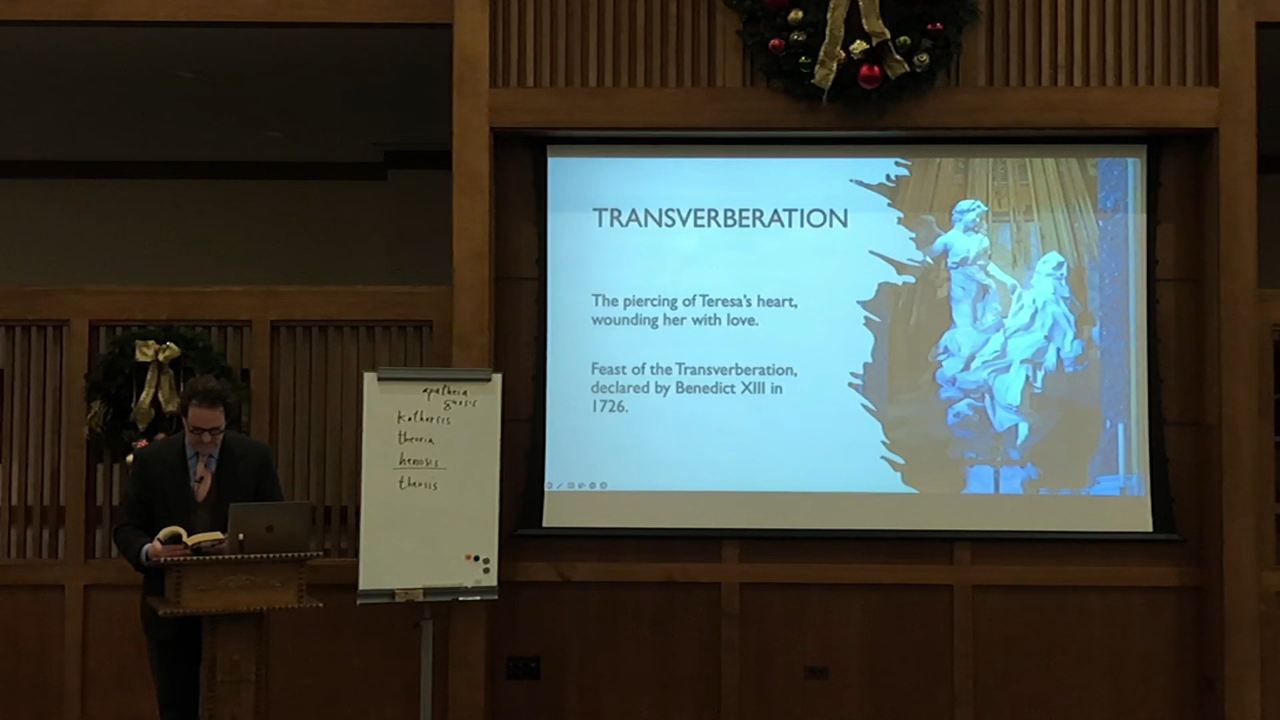 apatheia
gnosis
katharsis
theoria
henosis
theosis
TRANSVERBERATION
The piercing of Teresa's heart,
wounding her with love.
Feast of the Transverberation,
declared by Benedict XIII in
1726.